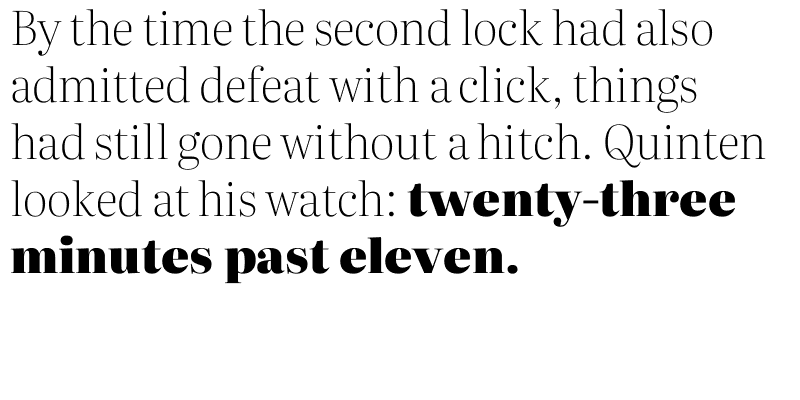 By the time the second lock had also
admitted defeat with a click, things
had still gone without a hitch. Quinten
looked at his watch: twenty-three
minutes past eleven.